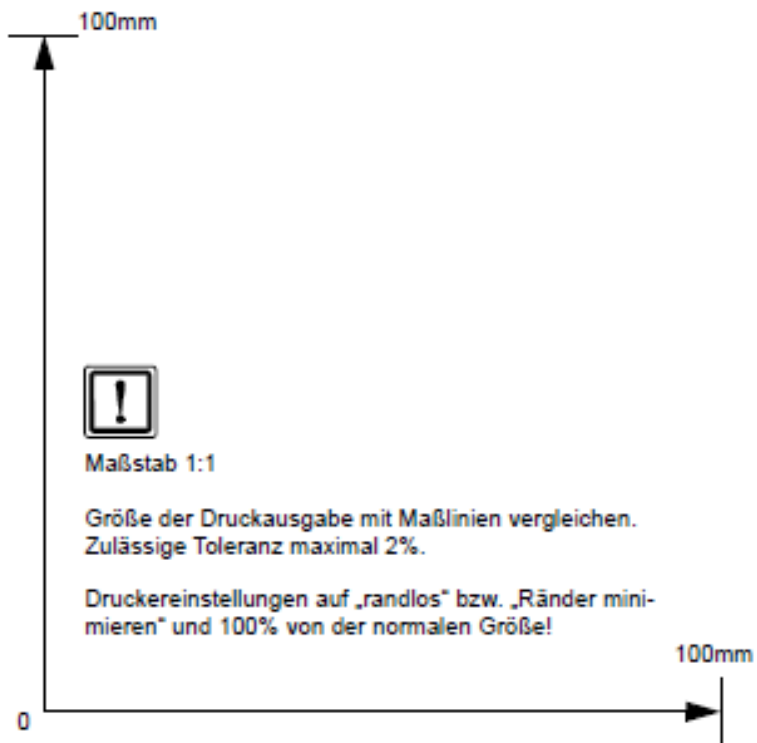 100mm
!
Maßstab 1:1
Größe der Druckausgabe mit Maßlinien vergleichen.
Zulässige Toleranz maximal 2%.
Druckereinstellungen auf „randlos“ bzw. „Ränder mini-
mieren“ und 100% von der normalen Größe!
100mm
0